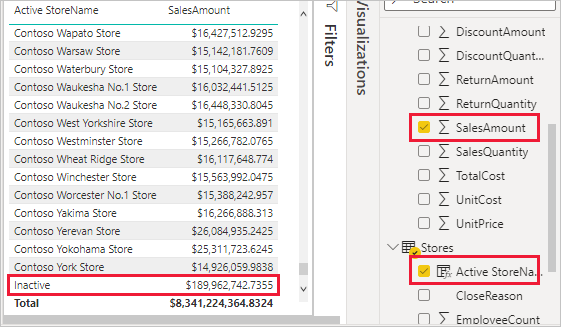 Active StoreName SalesAmount
Contoso Wapato Store $16,427,512.9295
Contoso Warsaw Store $15,142,181.7609
Contoso Waterbury Store $15,104,327.8925
Contoso Waukesha No.1 Store $16,032,441.5125
Contoso Waukesha No.2 Store $16,448,330.8045
Contoso West Yorkshire Store $15,165,663.891
Contoso Westminster Store $15,266,782.0765
Contoso Wheat Ridge Store $16,117,648.774
Contoso Winchester Store $15,563,992.0475
Contoso Worcester No.1 Store $15,388,242.957
Contoso Yakima Store $16,266,888.313
Contoso Yerevan Store $26,084,935.2425
Contoso Yokohama Store $25,311,723.6245
Contoso York Store $14,926,059.9838
Inactive $189,962,742.7355
Total $8,341,224,364.8324
Filters
Visualizations
DiscountAmount
DiscountQuant...
ReturnAmount
ReturnQuantity
SalesAmount
SalesQuantity
TotalCost
UnitCost
UnitPrice
Stores
Active StoreNa...
CloseReason
EmployeeCount